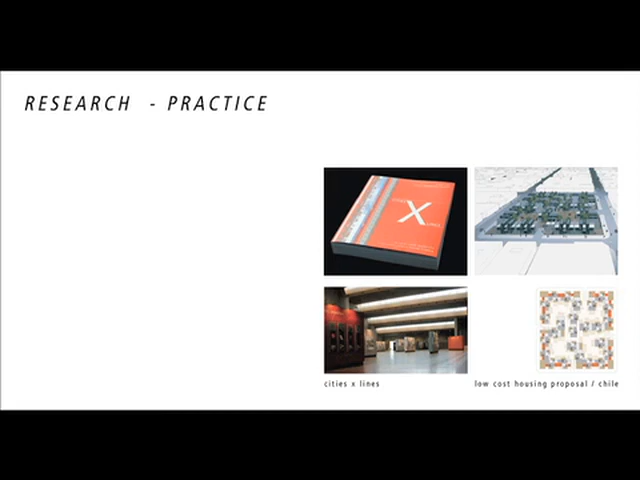 RESEARCH - PRACTICE
X
cities x lines
low cost housing proposal / chile